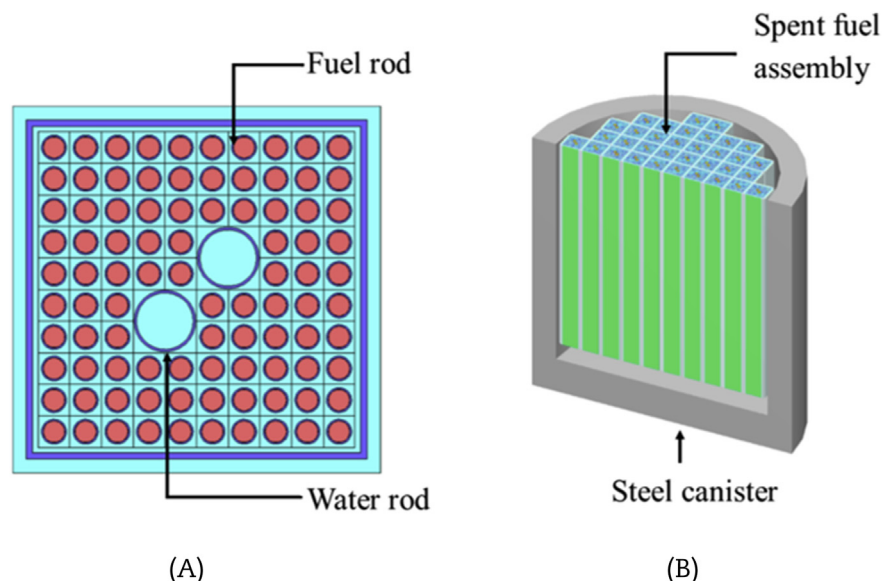 Fuel rod
Water rod
(A)
Spent fuel
assembly
Steel canister
(B)